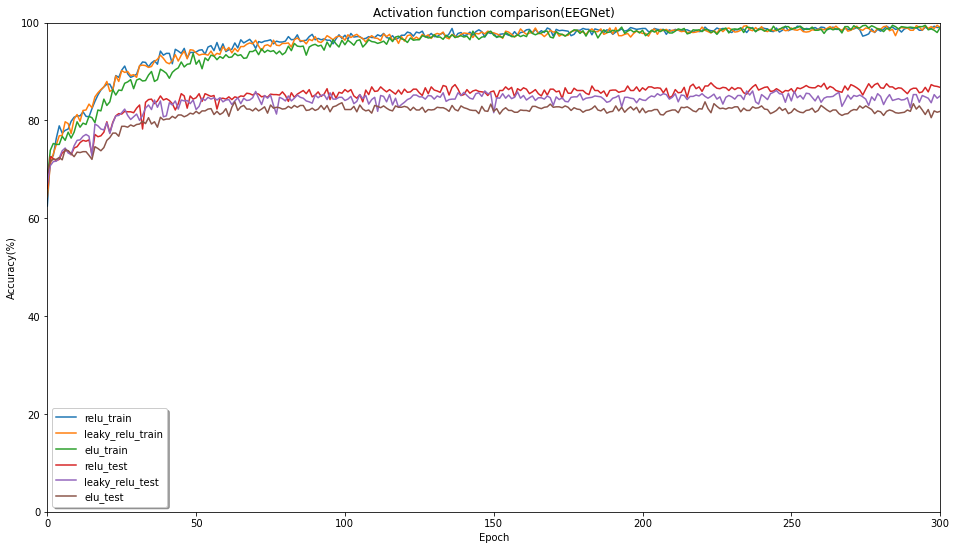 Activation function comparison(EEGNet)
100
80
60
40
20
0
Accuracy(%)
relu_train
leaky_relu_train
elu_train
relu_test
leaky_relu_test
elu_test
0 50 100 150 200 250 300
Epoch